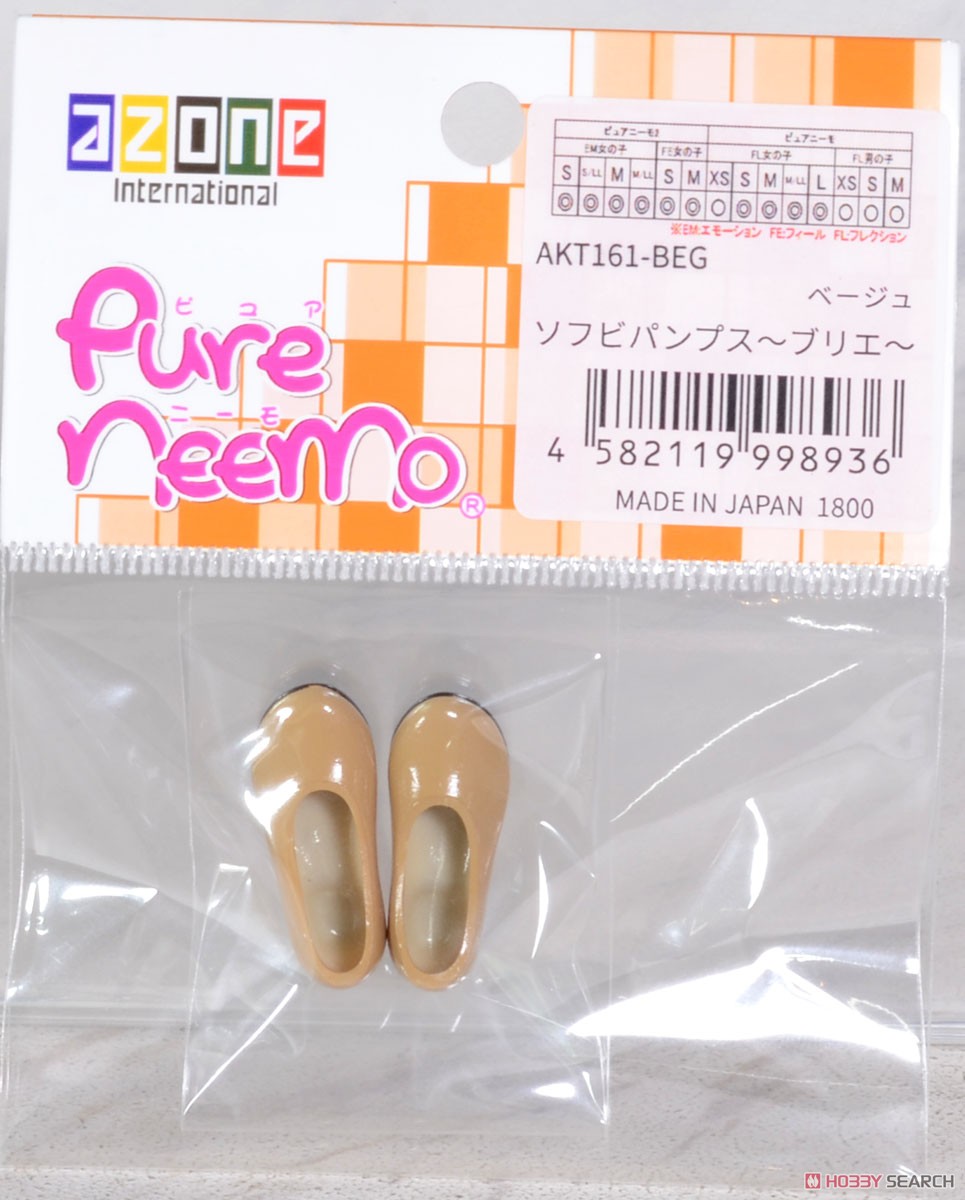 azone
International
ピュア
Pure
ニーモ
neemo®
ピュアニーモ2 ピュアニーモ
EM女の子 FE女の子 FL女の子 FL男の子
S S/LL M M/LL S M XS S M M/LL L XS S M
◎ ◎ ◎ ◎ ◎ ◎ ○ ◎ ◎ ◎ ◎ ○ ○ ○
※EM:エモーション FE:フィール FL:フレクション
AKT161-BEG
ベージュ
ソフビパンプス～ブリエ～
4 582119 998936
MADE IN JAPAN 1800
HOBBY SEARCH